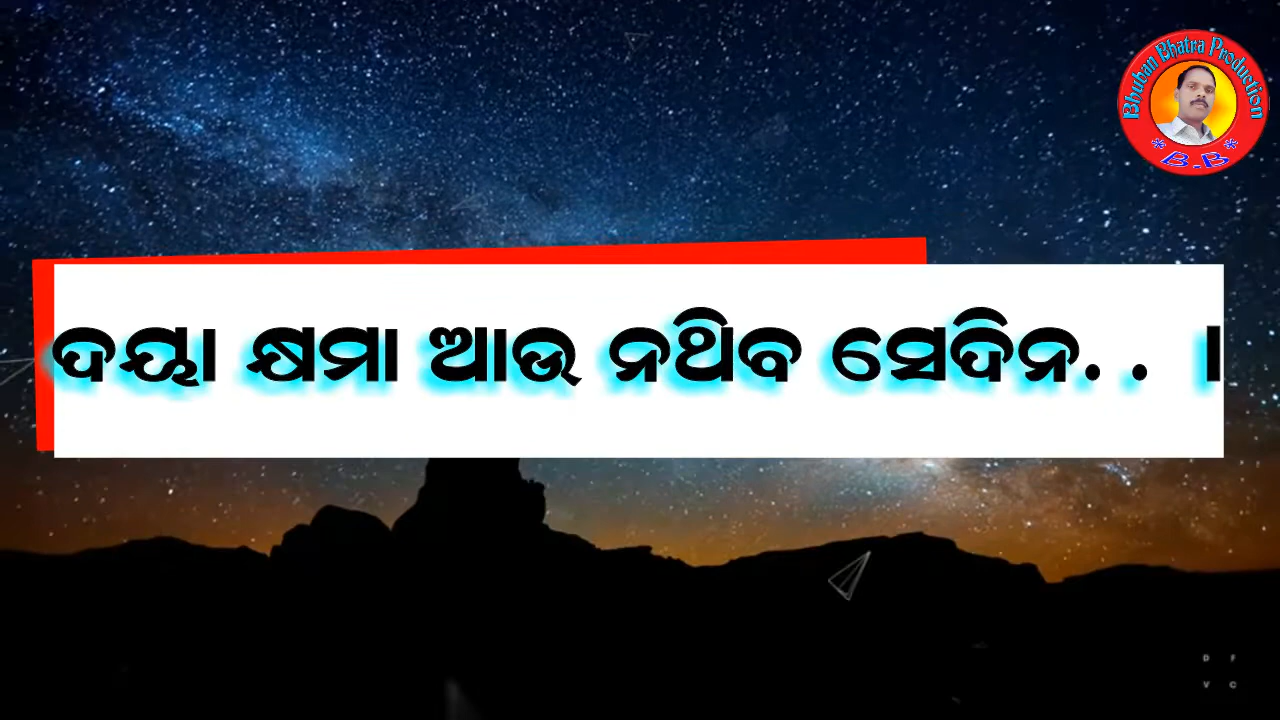 Bhuban Bhatra Production
* B.B *
ଦୟା କ୍ଷମା ଆଉ ନଥିବ ସେଦିନ. . ।
D F
V C